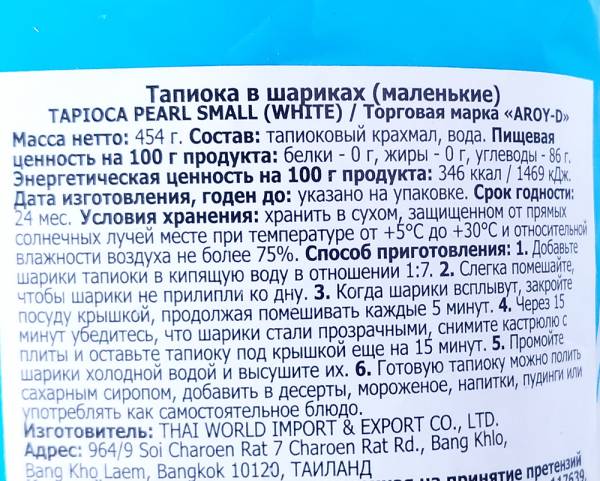 Тапиока в шариках (маленькие)
TAPIOCA PEARL SMALL (WHITE) / Торговая марка «AROY-D»
Масса нетто: 454 г. Состав: тапиоковый крахмал, вода. Пищевая
ценность на 100 г продукта: белки - 0 г, жиры - 0 г, углеводы - 86 г.
Энергетическая ценность на 100 г продукта: 346 ккал / 1469 кДж.
Дата изготовления, годен до: указано на упаковке. Срок годности:
24 мес. Условия хранения: хранить в сухом, защищенном от прямых
солнечных лучей месте при температуре от +5°С до +30°С и относительной
влажности воздуха не более 75%. Способ приготовления: 1. Добавьте
шарики тапиоки в кипящую воду в отношении 1:7. 2. Слегка помешайте,
чтобы шарики не прилипли ко дну. 3. Когда шарики всплывут, закройте
посуду крышкой, продолжая помешивать каждые 5 минут. 4. Через 15
минут убедитесь, что шарики стали прозрачными, снимите кастрюлю с
плиты и оставьте тапиоку под крышкой еще на 15 минут. 5. Промойте
шарики холодной водой и высушите их. 6. Готовую тапиоку можно полить
сахарным сиропом, добавить в десерты, мороженое, напитки, пудинги или
употреблять как самостоятельное блюдо.
Изготовитель: THAI WORLD IMPORT & EXPORT CO., LTD.
Адрес: 964/9 Soi Charoen Rat 7 Charoen Rat Rd., Bang Khlo,
Bang Kho Laem, Bangkok 10120, ТАИЛАНД
на принятие претензий
117639,